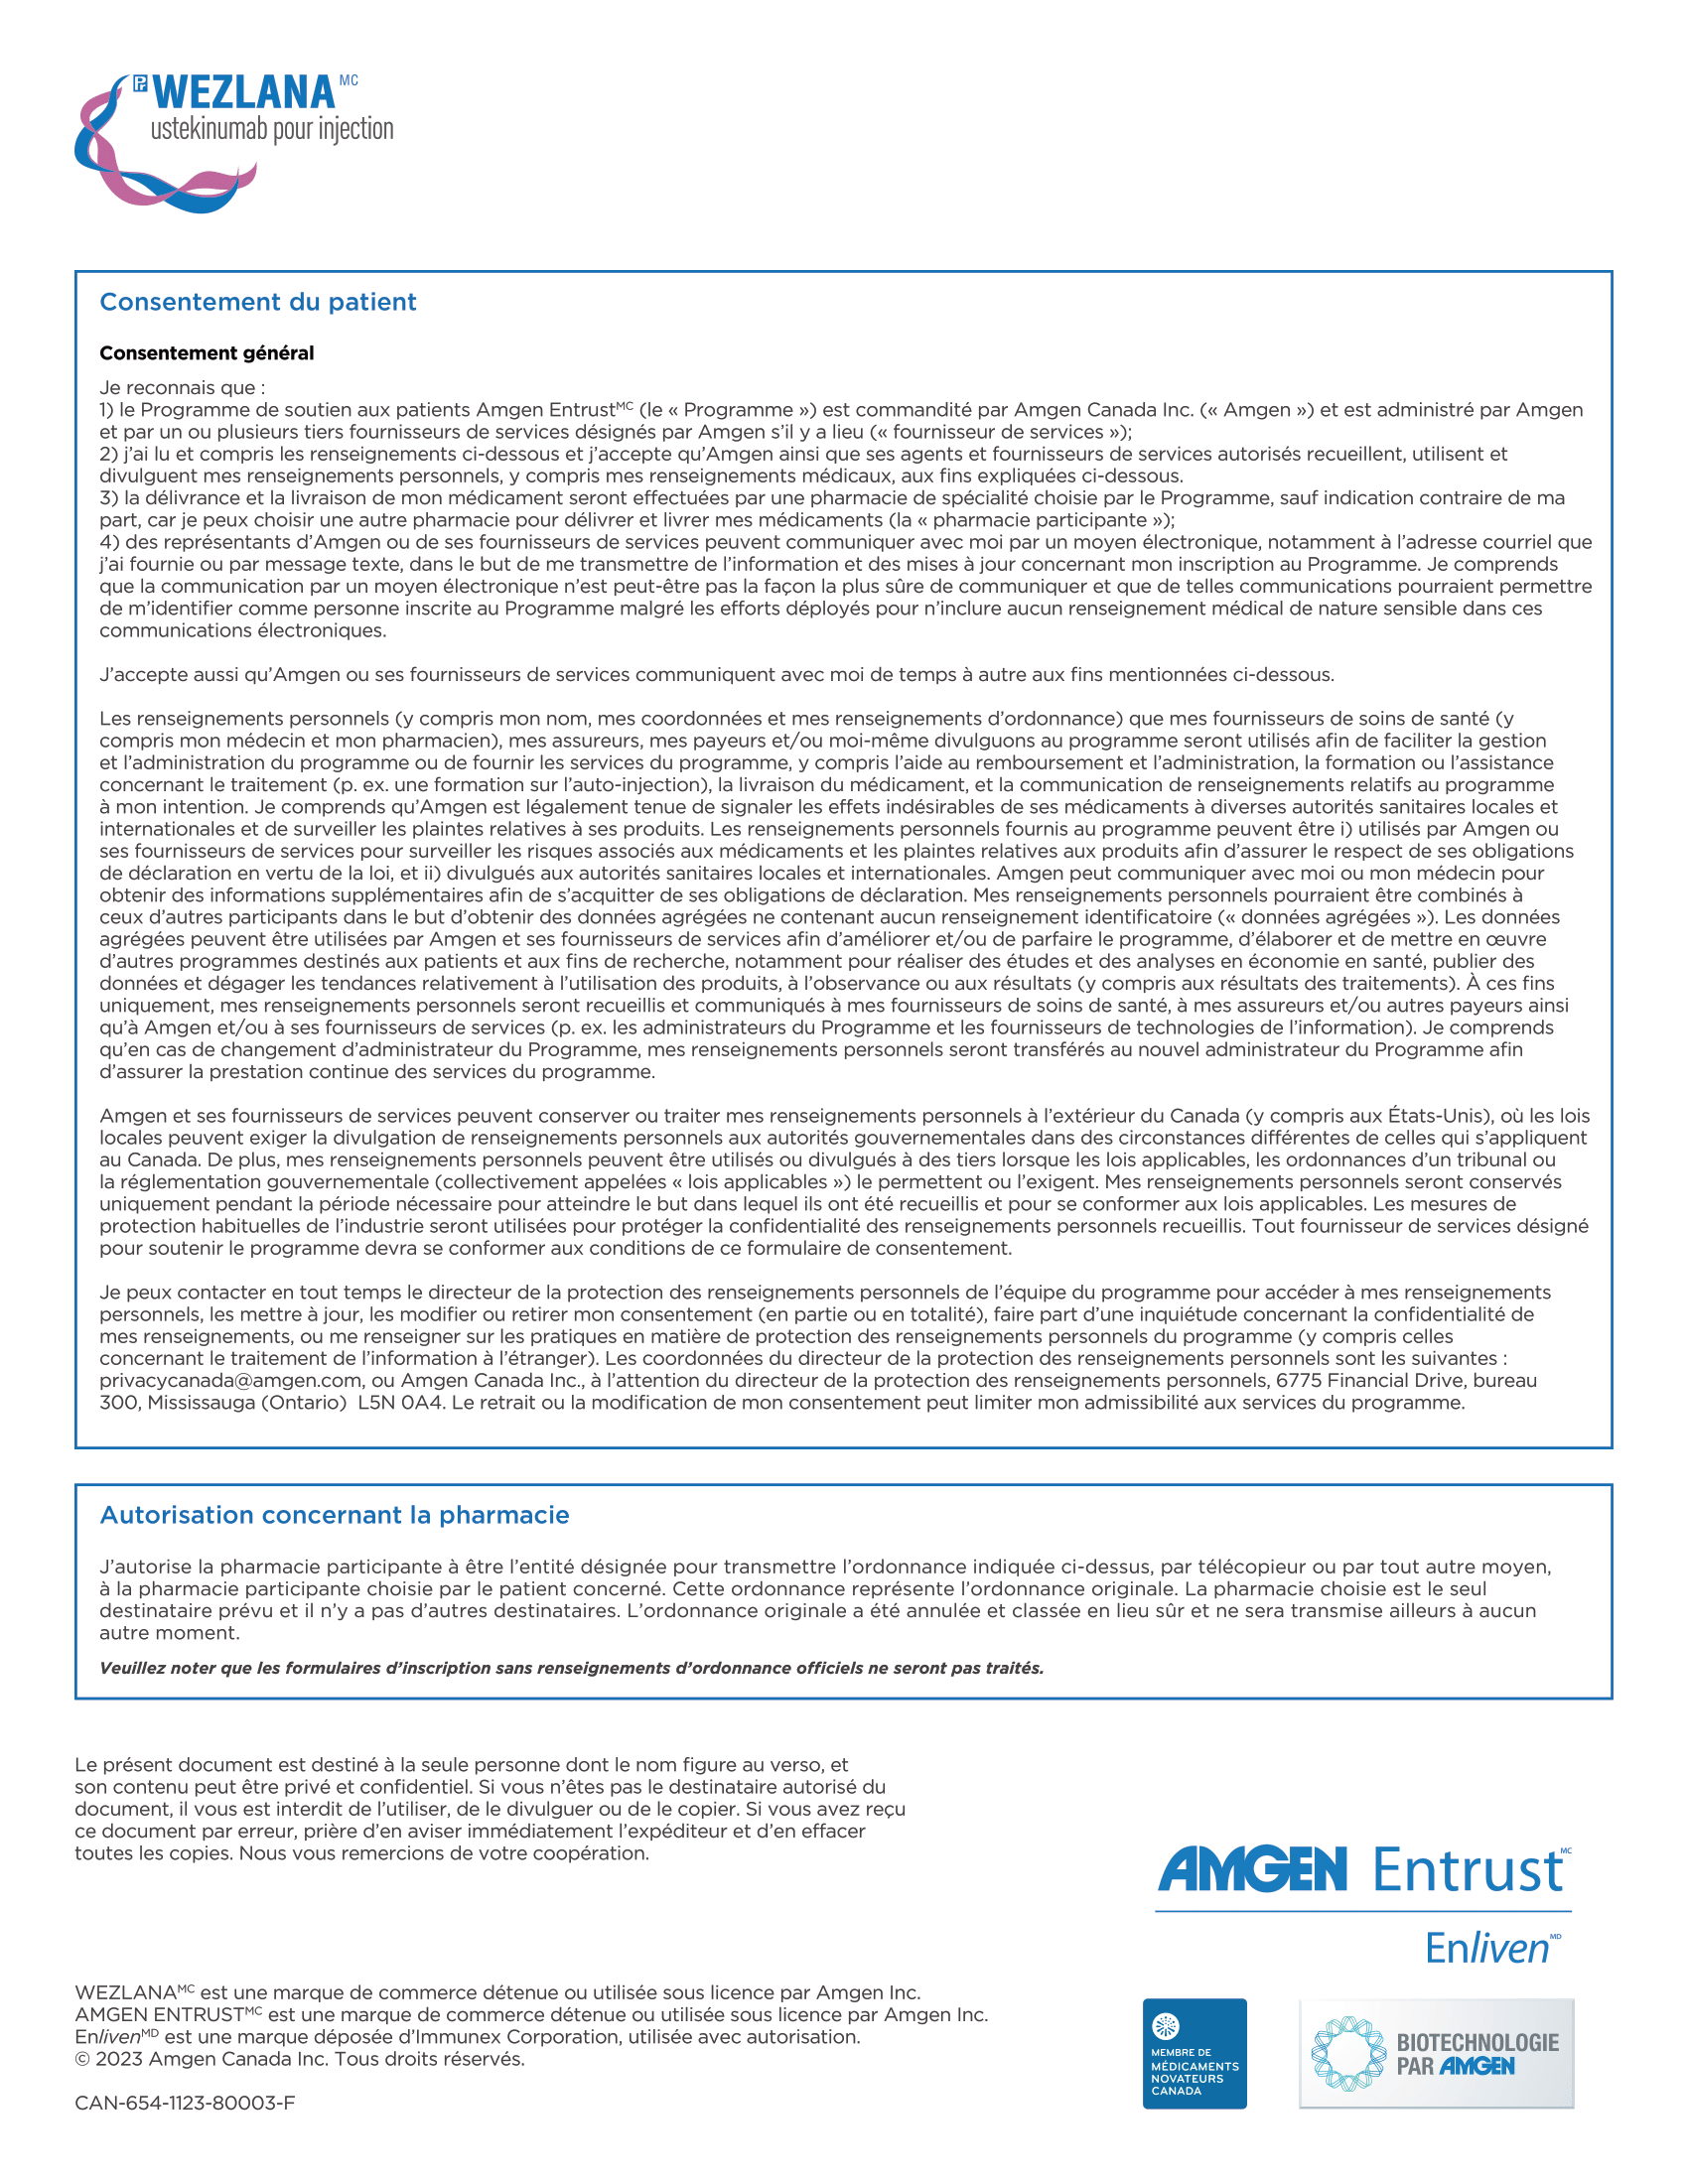 Pr WEZLANA MC
ustekinumab pour injection
Consentement du patient
Consentement général
Je reconnais que :
1) le Programme de soutien aux patients Amgen Entrust MC (le « Programme ») est commandité par Amgen Canada Inc. (« Amgen ») et est administré par Amgen
et par un ou plusieurs tiers fournisseurs de services désignés par Amgen s’il y a lieu (« fournisseur de services »);
2) j’ai lu et compris les renseignements ci-dessous et j’accepte qu’Amgen ainsi que ses agents et fournisseurs de services autorisés recueillent, utilisent et
divulguent mes renseignements personnels, y compris mes renseignements médicaux, aux fins expliquées ci-dessous.
3) la délivrance et la livraison de mon médicament seront effectuées par une pharmacie de spécialité choisie par le Programme, sauf indication contraire de ma
part, car je peux choisir une autre pharmacie pour délivrer et livrer mes médicaments (la « pharmacie participante »);
4) des représentants d’Amgen ou de ses fournisseurs de services peuvent communiquer avec moi par un moyen électronique, notamment à l’adresse courriel que
j’ai fournie ou par message texte, dans le but de me transmettre de l’information et des mises à jour concernant mon inscription au Programme. Je comprends
que la communication par un moyen électronique n’est peut-être pas la façon la plus sûre de communiquer et que de telles communications pourraient permettre
de m’identifier comme personne inscrite au Programme malgré les efforts déployés pour n’inclure aucun renseignement médical de nature sensible dans ces
communications électroniques.
J’accepte aussi qu’Amgen ou ses fournisseurs de services communiquent avec moi de temps à autre aux fins mentionnées ci-dessous.
Les renseignements personnels (y compris mon nom, mes coordonnées et mes renseignements d’ordonnance) que mes fournisseurs de soins de santé (y
compris mon médecin et mon pharmacien), mes assureurs, mes payeurs et/ou moi-même divulguons au programme seront utilisés afin de faciliter la gestion
et l’administration du programme ou de fournir les services du programme, y compris l’aide au remboursement et l’administration, la formation ou l’assistance
concernant le traitement (p. ex. une formation sur l’auto-injection), la livraison du médicament, et la communication de renseignements relatifs au programme
à mon intention. Je comprends qu’Amgen est légalement tenue de signaler les effets indésirables de ses médicaments à diverses autorités sanitaires locales et
internationales et de surveiller les plaintes relatives à ses produits. Les renseignements personnels fournis au programme peuvent être i) utilisés par Amgen ou
ses fournisseurs de services pour surveiller les risques associés aux médicaments et les plaintes relatives aux produits afin d’assurer le respect de ses obligations
de déclaration en vertu de la loi, et ii) divulgués aux autorités sanitaires locales et internationales. Amgen peut communiquer avec moi ou mon médecin pour
obtenir des informations supplémentaires afin de s’acquitter de ses obligations de déclaration. Mes renseignements personnels pourraient être combinés à
ceux d’autres participants dans le but d’obtenir des données agrégées ne contenant aucun renseignement identificatoire (« données agrégées »). Les données
agrégées peuvent être utilisées par Amgen et ses fournisseurs de services afin d’améliorer et/ou de parfaire le programme, d’élaborer et de mettre en œuvre
d’autres programmes destinés aux patients et aux fins de recherche, notamment pour réaliser des études et des analyses en économie en santé, publier des
données et dégager les tendances relativement à l’utilisation des produits, à l’observance ou aux résultats (y compris aux résultats des traitements). À ces fins
uniquement, mes renseignements personnels seront recueillis et communiqués à mes fournisseurs de soins de santé, à mes assureurs et/ou autres payeurs ainsi
qu’à Amgen et/ou à ses fournisseurs de services (p. ex. les administrateurs du Programme et les fournisseurs de technologies de l’information). Je comprends
qu’en cas de changement d’administrateur du Programme, mes renseignements personnels seront transférés au nouvel administrateur du Programme afin
d’assurer la prestation continue des services du programme.
Amgen et ses fournisseurs de services peuvent conserver ou traiter mes renseignements personnels à l’extérieur du Canada (y compris aux États-Unis), où les lois
locales peuvent exiger la divulgation de renseignements personnels aux autorités gouvernementales dans des circonstances différentes de celles qui s’appliquent
au Canada. De plus, mes renseignements personnels peuvent être utilisés ou divulgués à des tiers lorsque les lois applicables, les ordonnances d’un tribunal ou
la réglementation gouvernementale (collectivement appelées « lois applicables ») le permettent ou l’exigent. Mes renseignements personnels seront conservés
uniquement pendant la période nécessaire pour atteindre le but dans lequel ils ont été recueillis et pour se conformer aux lois applicables. Les mesures de
protection habituelles de l’industrie seront utilisées pour protéger la confidentialité des renseignements personnels recueillis. Tout fournisseur de services désigné
pour soutenir le programme devra se conformer aux conditions de ce formulaire de consentement.
Je peux contacter en tout temps le directeur de la protection des renseignements personnels de l’équipe du programme pour accéder à mes renseignements
personnels, les mettre à jour, les modifier ou retirer mon consentement (en partie ou en totalité), faire part d’une inquiétude concernant la confidentialité de
mes renseignements, ou me renseigner sur les pratiques en matière de protection des renseignements personnels du programme (y compris celles
concernant le traitement de l’information à l’étranger). Les coordonnées du directeur de la protection des renseignements personnels sont les suivantes :
privacycanada@amgen.com, ou Amgen Canada Inc., à l’attention du directeur de la protection des renseignements personnels, 6775 Financial Drive, bureau
300, Mississauga (Ontario)  L5N 0A4. Le retrait ou la modification de mon consentement peut limiter mon admissibilité aux services du programme.
Autorisation concernant la pharmacie
J’autorise la pharmacie participante à être l’entité désignée pour transmettre l’ordonnance indiquée ci-dessus, par télécopieur ou par tout autre moyen,
à la pharmacie participante choisie par le patient concerné. Cette ordonnance représente l’ordonnance originale. La pharmacie choisie est le seul
destinataire prévu et il n’y a pas d’autres destinataires. L’ordonnance originale a été annulée et classée en lieu sûr et ne sera transmise ailleurs à aucun
autre moment.
Veuillez noter que les formulaires d’inscription sans renseignements d’ordonnance officiels ne seront pas traités.
Le présent document est destiné à la seule personne dont le nom figure au verso, et
son contenu peut être privé et confidentiel. Si vous n’êtes pas le destinataire autorisé du
document, il vous est interdit de l’utiliser, de le divulguer ou de le copier. Si vous avez reçu
ce document par erreur, prière d’en aviser immédiatement l’expéditeur et d’en effacer
toutes les copies. Nous vous remercions de votre coopération.
AMGEN Entrust MC
Enliven MD
WEZLANA MC est une marque de commerce détenue ou utilisée sous licence par Amgen Inc.
AMGEN ENTRUST MC est une marque de commerce détenue ou utilisée sous licence par Amgen Inc.
Enliven MD est une marque déposée d’Immunex Corporation, utilisée avec autorisation.
© 2023 Amgen Canada Inc. Tous droits réservés.
CAN-654-1123-80003-F
MEMBRE DE
MÉDICAMENTS
NOVATEURS
CANADA
BIOTECHNOLOGIE
PAR AMGEN